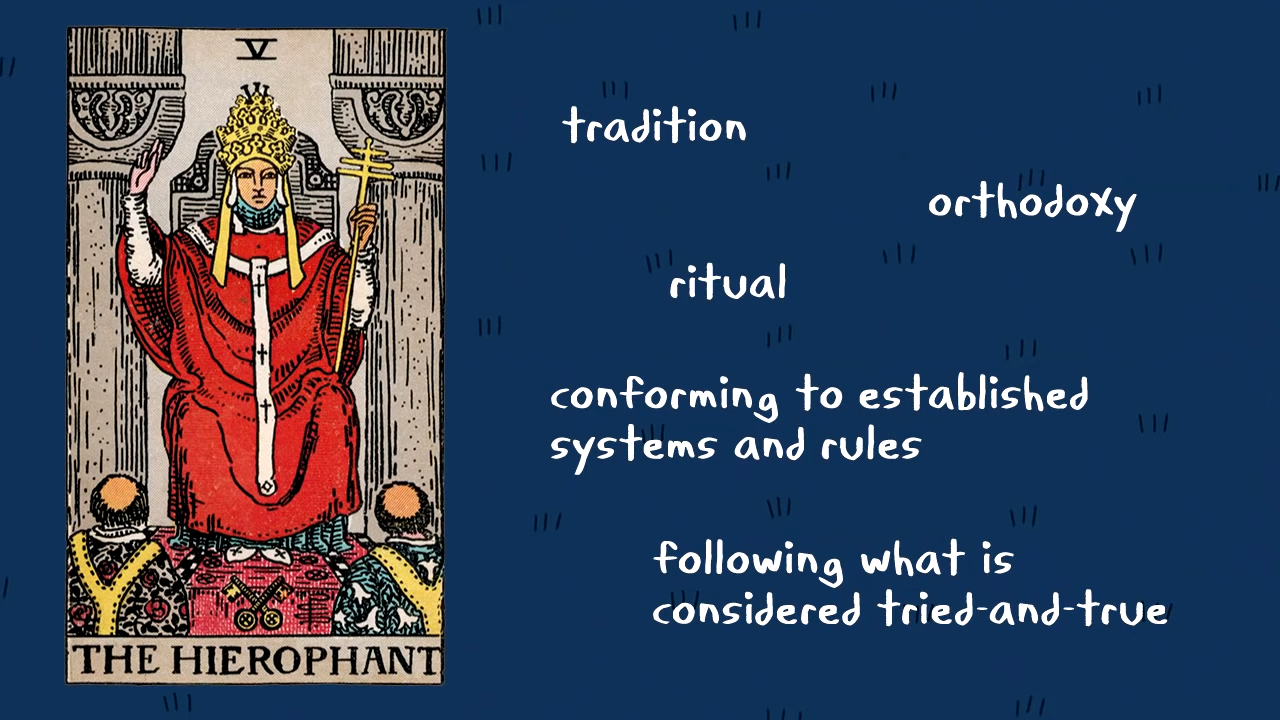 V
THE HIEROPHANT
tradition
orthodoxy
ritual
conforming to established
systems and rules
following what is
considered tried-and-true